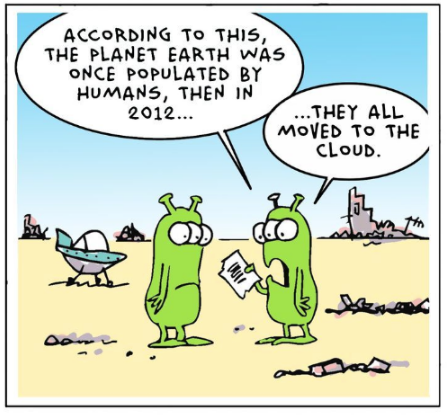 ACCORDING TO THIS,
THE PLANET EARTH WAS
ONCE POPULATED BY
HUMANS, THEN IN
2012...
...THEY ALL
MOVED TO THE
CLOUD.